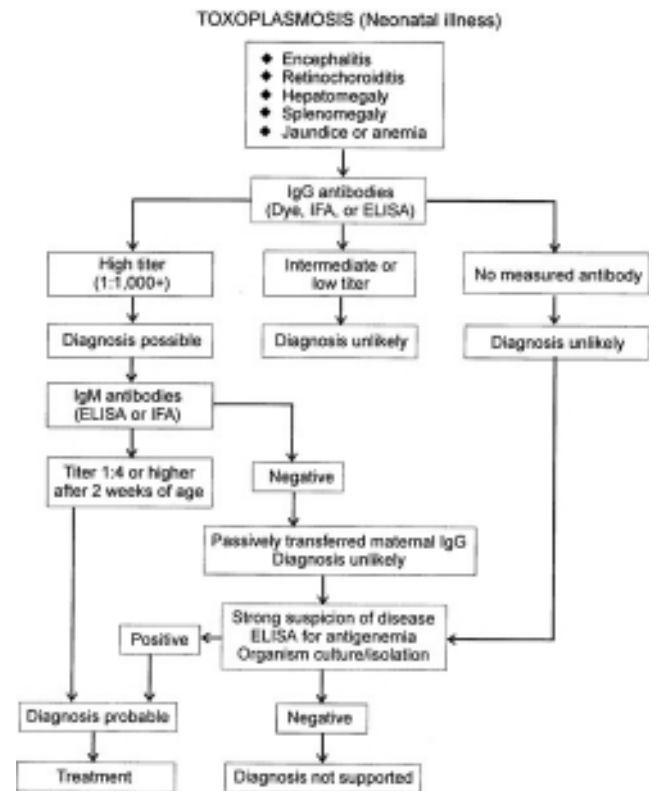 TOXOPLASMOSIS (Neonatal illness)
◆ Encephalitis
◆ Retinochoroiditis
◆ Hepatomegaly
◆ Splenomegaly
◆ Jaundice or anemia
IgG antibodies
(Dye, IFA, or ELISA)
High titer
(1:1,000+)
Intermediate or
low titer
No measured antibody
Diagnosis possible
Diagnosis unlikely
Diagnosis unlikely
IgM antibodies
(ELISA or IFA)
Titer 1:4 or higher
after 2 weeks of age
Negative
Passively transferred maternal IgG
Diagnosis unlikely
Strong suspicion of disease
ELISA for antigenemia
Organism culture/isolation
Positive
Diagnosis probable
Negative
Treatment
Diagnosis not supported